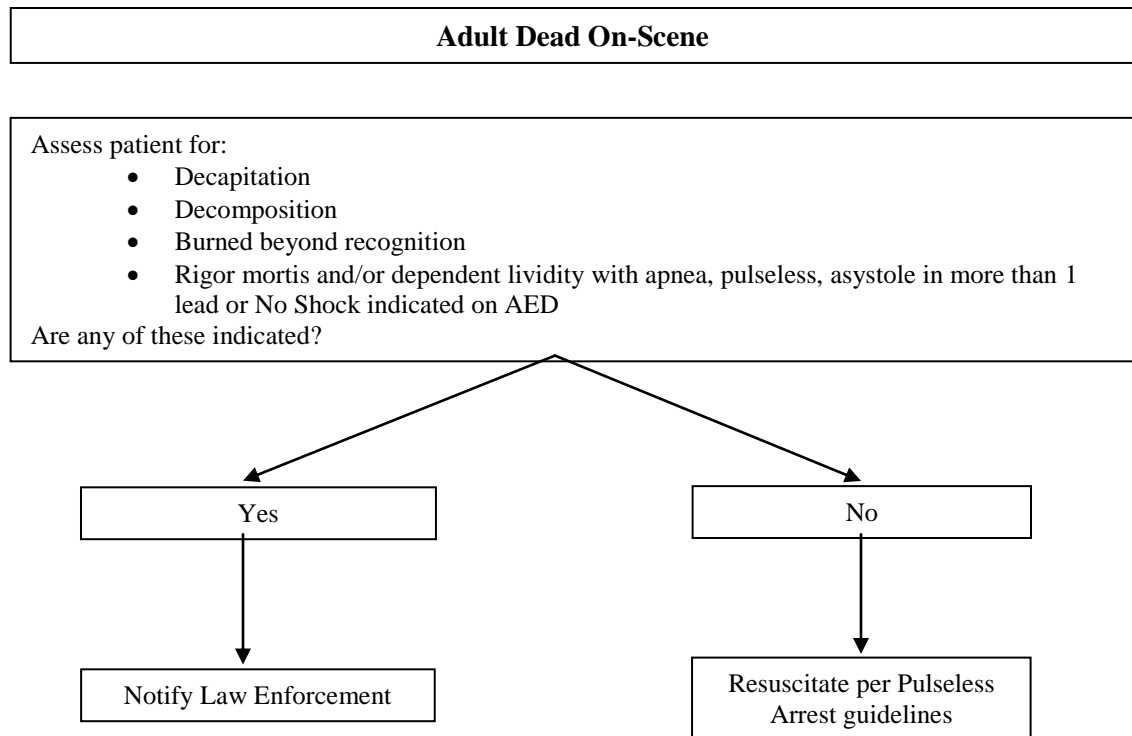 Adult Dead On-Scene
Assess patient for:
• Decapitation
• Decomposition
• Burned beyond recognition
• Rigor mortis and/or dependent lividity with apnea, pulseless, asystole in more than 1
lead or No Shock indicated on AED
Are any of these indicated?
Yes
No
Notify Law Enforcement
Resuscitate per Pulseless
Arrest guidelines